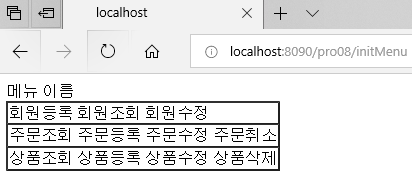 localhost
localhost:8090/pro08/initMenu
메뉴 이름
회원등록 회원조회 회원수정
주문조회 주문등록 주문수정 주문취소
상품조회 상품등록 상품수정 상품삭제